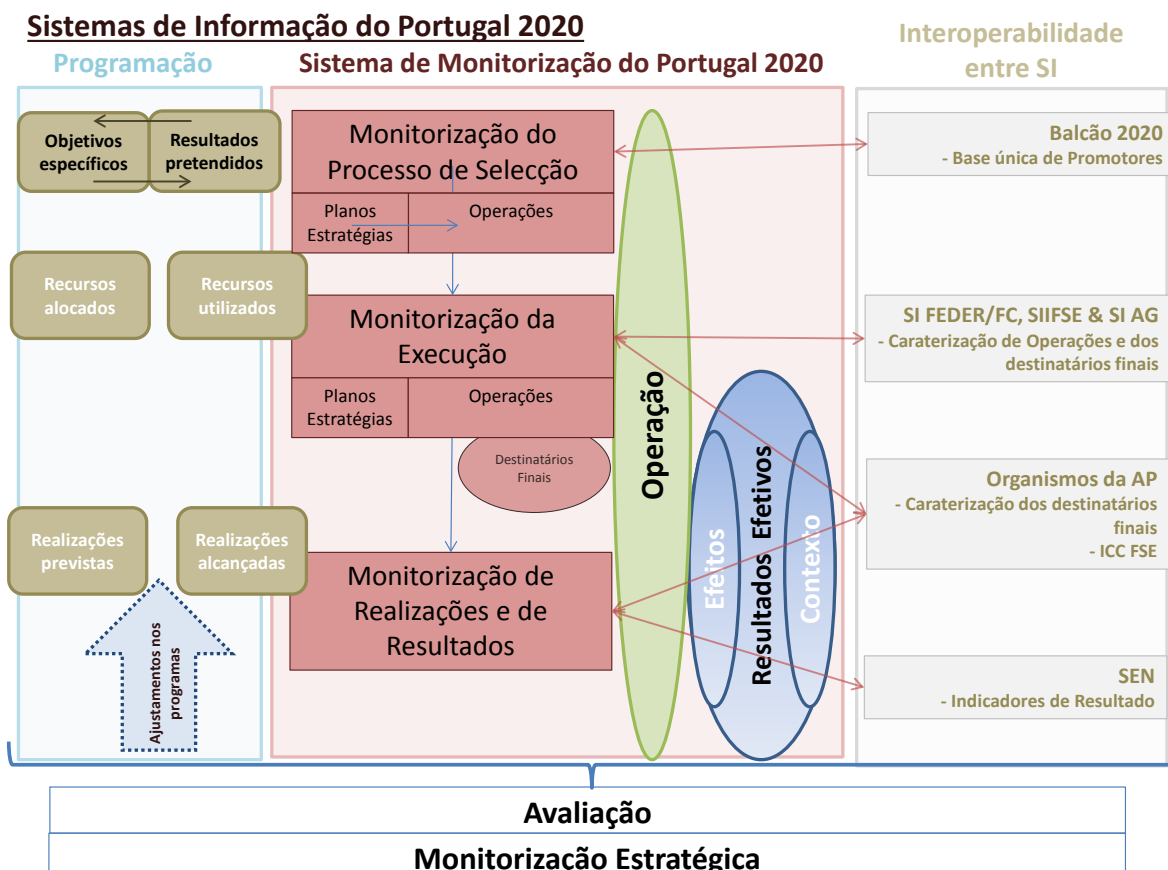 Sistemas de Informação do Portugal 2020
Programação
Sistema de Monitorização do Portugal 2020
Interoperabilidade
entre SI
Objetivos
específicos
Resultados
pretendidos
Recursos
alocados
Recursos
utilizados
Realizações
previstas
Realizações
alcançadas
Ajustamentos nos
programas
Monitorização do
Processo de Selecção
Planos
Estratégias
Operações
Monitorização da
Execução
Planos
Estratégias
Operações
Destinatários
Finais
Monitorização de
Realizações e de
Resultados
Operação
Efeitos
Resultados Efetivos
Contexto
Balcão 2020
- Base única de Promotores
SI FEDER/FC, SIIFSE & SI AG
- Caraterização de Operações e dos
destinatários finais
Organismos da AP
- Caraterização dos destinatários
finais
- ICC FSE
SEN
- Indicadores de Resultado
Avaliação
Monitorização Estratégica